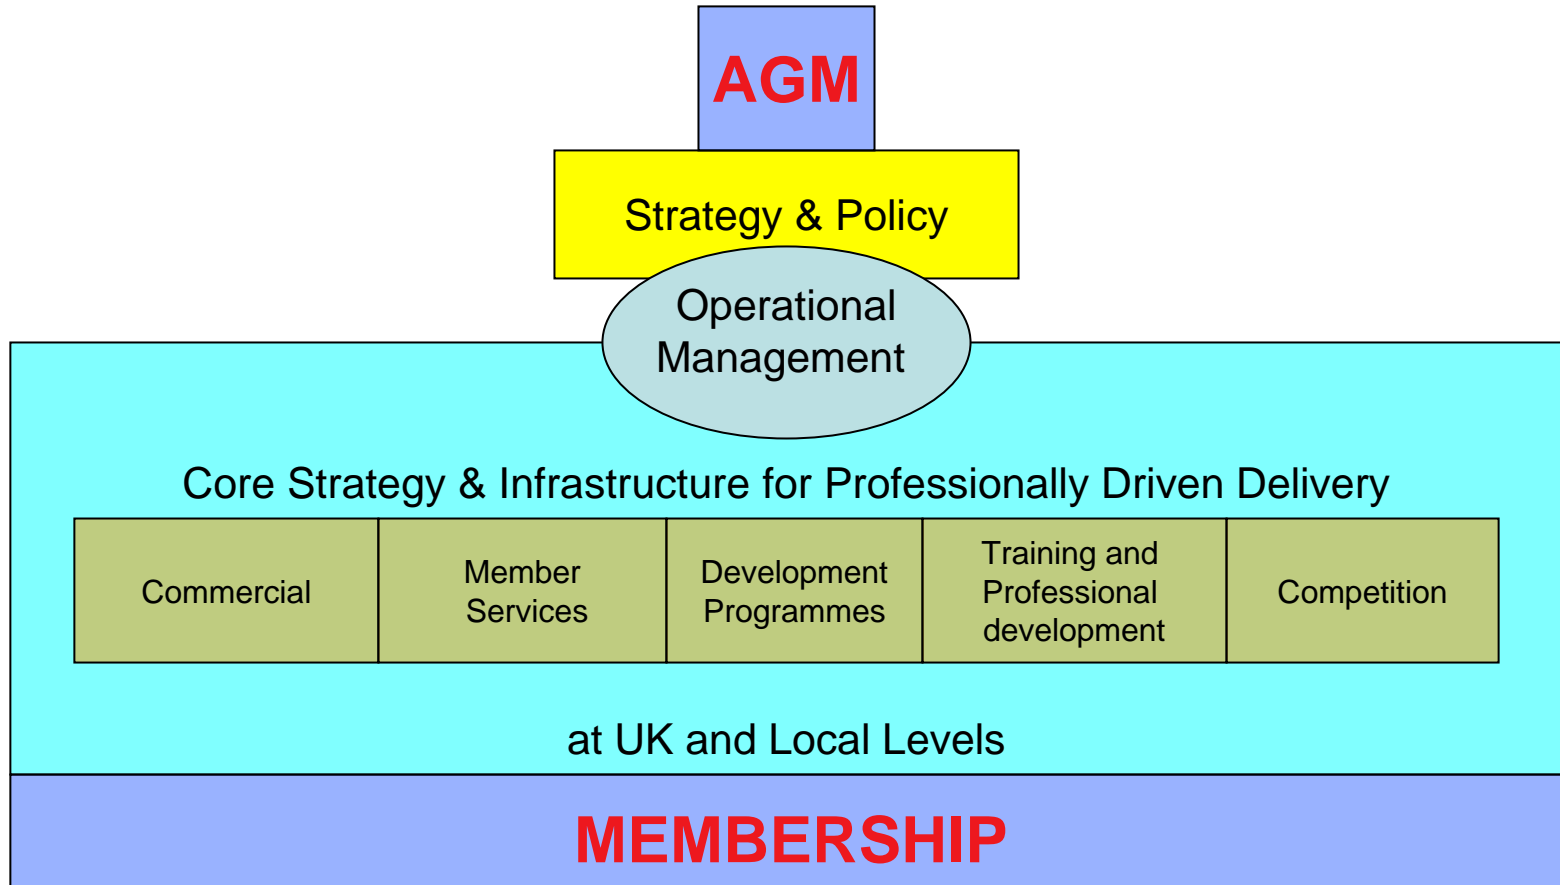 AGM
Strategy & Policy
Operational
Management
Core Strategy & Infrastructure for Professionally Driven Delivery
Commercial
Member
Services
Development
Programmes
Training and
Professional
development
Competition
at UK and Local Levels
MEMBERSHIP